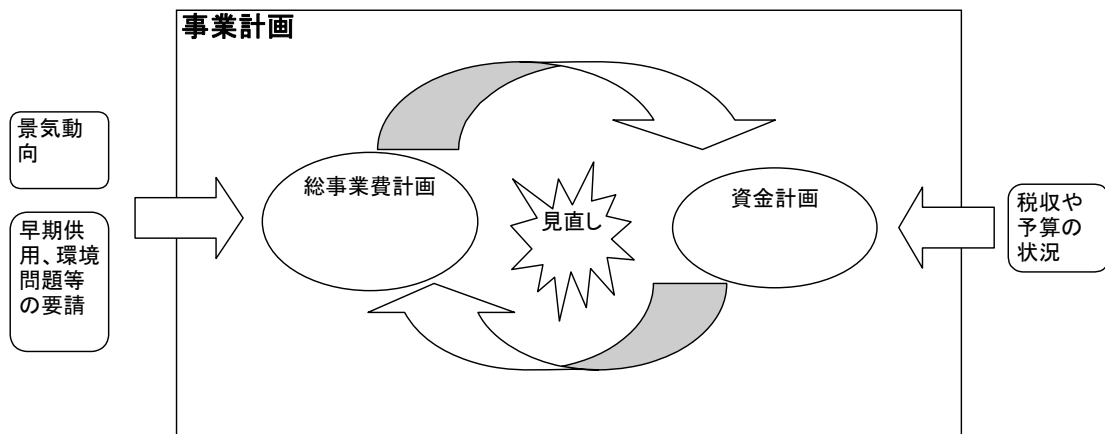 事業計画
景気動
向
総事業費計画
見直し
資金計画
早期供
用、環境
問題等
の要請
税収や
予算の
状況